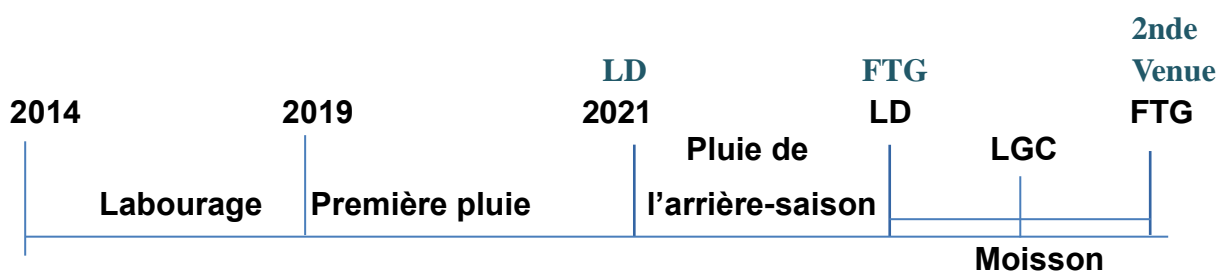 2nde
LD FTG Venue
2014 2019 2021 LD FTG
Pluie de LGC
Labourage Première pluie l’arrière-saison
Moisson